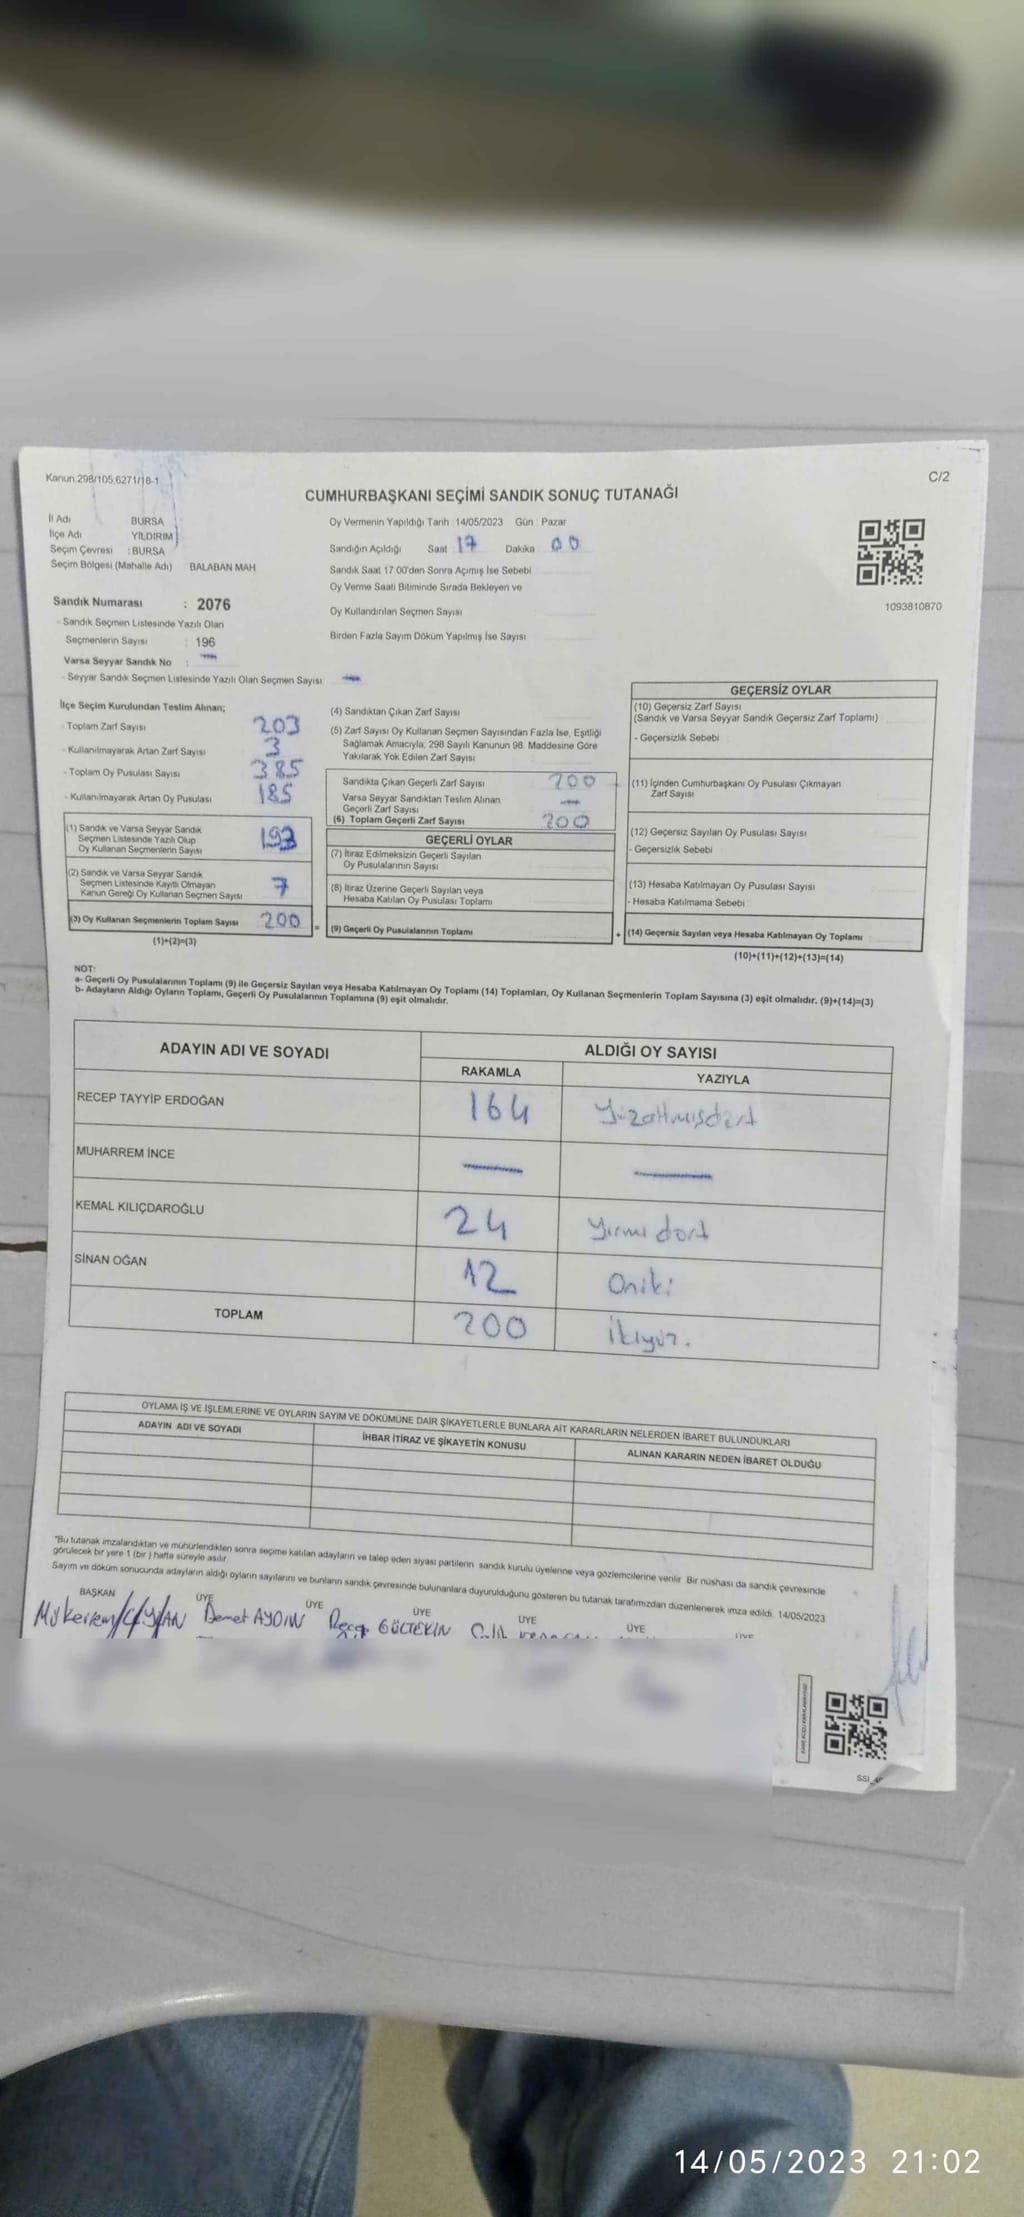 Kanun:298/105;6271/18-1
C/2
CUMHURBAŞKANI SEÇİMİ SANDIK SONUÇ TUTANAĞI
İl Adı BURSA
İlçe Adı YILDIRIM
Seçim Çevresi : BURSA
Seçim Bölgesi (Mahalle Adı) BALABAN MAH
Sandık Numarası : 2076
- Sandık Seçmen Listesinde Yazılı Olan
Seçmenlerin Sayısı : 196
Varsa Seyyar Sandık No : —
- Seyyar Sandık Seçmen Listesinde Yazılı Olan Seçmen Sayısı —
Oy Vermenin Yapıldığı Tarih 14/05/2023 Gün Pazar
Sandığın Açıldığı Saat 17 Dakika 00
Sandık Saat 17.00'den Sonra Açımış İse Sebebi
Oy Verme Saati Bitiminde Sırada Bekleyen ve
Oy Kullandırılan Seçmen Sayısı
Birden Fazla Sayım Döküm Yapılmış İse Sayısı
1093810870
İlçe Seçim Kurulundan Teslim Alınan;
- Toplam Zarf Sayısı 203
- Kullanılmayarak Artan Zarf Sayısı 3
- Toplam Oy Pusulası Sayısı 385
- Kullanılmayarak Artan Oy Pusulası 185
(1) Sandık ve Varsa Seyyar Sandık
Seçmen Listesinde Yazılı Olup
Oy Kullanan Seçmenlerin Sayısı 193
(2) Sandık ve Varsa Seyyar Sandık
Seçmen Listesinde Kayıtlı Olmayan
Kanun Gereği Oy Kullanan Seçmen Sayısı 7
(3) Oy Kullanan Seçmenlerin Toplam Sayısı 200 =
(1)+(2)=(3)
(4) Sandıktan Çıkan Zarf Sayısı
(5) Zarf Sayısı Oy Kullanan Seçmen Sayısından Fazla İse, Eşitliği
Sağlamak Amacıyla, 298 Sayılı Kanunun 98. Maddesine Göre
Yakılarak Yok Edilen Zarf Sayısı
Sandıkta Çıkan Geçerli Zarf Sayısı 200
Varsa Seyyar Sandıktan Teslim Alınan
Geçerli Zarf Sayısı —
(6) Toplam Geçerli Zarf Sayısı 200
GEÇERLİ OYLAR
(7) İtiraz Edilmeksizin Geçerli Sayılan
Oy Pusulalarının Sayısı
(8) İtiraz Üzerine Geçerli Sayılan veya
Hesaba Katılan Oy Pusulası Toplamı
(9) Geçerli Oy Pusulalarının Toplamı +
GEÇERSİZ OYLAR
(10) Geçersiz Zarf Sayısı
(Sandık ve Varsa Seyyar Sandık Geçersiz Zarf Toplamı)
- Geçersizlik Sebebi
(11) İçinden Cumhurbaşkanı Oy Pusulası Çıkmayan
Zarf Sayısı
(12) Geçersiz Sayılan Oy Pusulası Sayısı
- Geçersizlik Sebebi
(13) Hesaba Katılmayan Oy Pusulası Sayısı
- Hesaba Katılmama Sebebi
(14) Geçersiz Sayılan veya Hesaba Katılmayan Oy Toplamı
(10)+(11)+(12)+(13)=(14)
NOT:
a- Geçerli Oy Pusulalarının Toplamı (9) ile Geçersiz Sayılan veya Hesaba Katılmayan Oy Toplamı (14) Toplamları, Oy Kullanan Seçmenlerin Toplam Sayısına (3) eşit olmalıdır. (9)+(14)=(3)
b- Adayların Aldığı Oyların Toplamı, Geçerli Oy Pusulalarının Toplamına (9) eşit olmalıdır.
ADAYIN ADI VE SOYADI ALDIĞI OY SAYISI
RAKAMLA YAZIYLA
RECEP TAYYİP ERDOĞAN 164 Yüzaltmışdört
MUHARREM İNCE — —
KEMAL KILIÇDAROĞLU 24 Yirmi dört
SİNAN OĞAN 12 Oniki
TOPLAM 200 İkiyüz.
OYLAMA İŞ VE İŞLEMLERİNE VE OYLARIN SAYIM VE DÖKÜMÜNE DAİR ŞİKAYETLERLE BUNLARA AİT KARARLARIN NELERDEN İBARET BULUNDUKLARI
ADAYIN ADI VE SOYADI İHBAR İTİRAZ VE ŞİKAYETİN KONUSU ALINAN KARARIN NEDEN İBARET OLDUĞU
*Bu tutanak imzalandıktan ve mühürlendikten sonra seçime katılan adayların ve talep eden siyasi partilerin sandık kurulu üyelerine veya gözlemcilerine verilir. Bir nüshası da sandık çevresinde
görülecek bir yere 1 (bir) hafta süreyle asılır.
Sayım ve döküm sonucunda adayların aldığı oyların sayılarını ve bunların sandık çevresinde bulunanlara duyurulduğunu gösteren bu tutanak tarafımızdan düzenlenerek imza edildi. 14/05/2023
BAŞKAN ÜYE ÜYE ÜYE ÜYE ÜYE ÜYE
Demet AYDIN GÜLTEKİN
14/05/2023 21:02